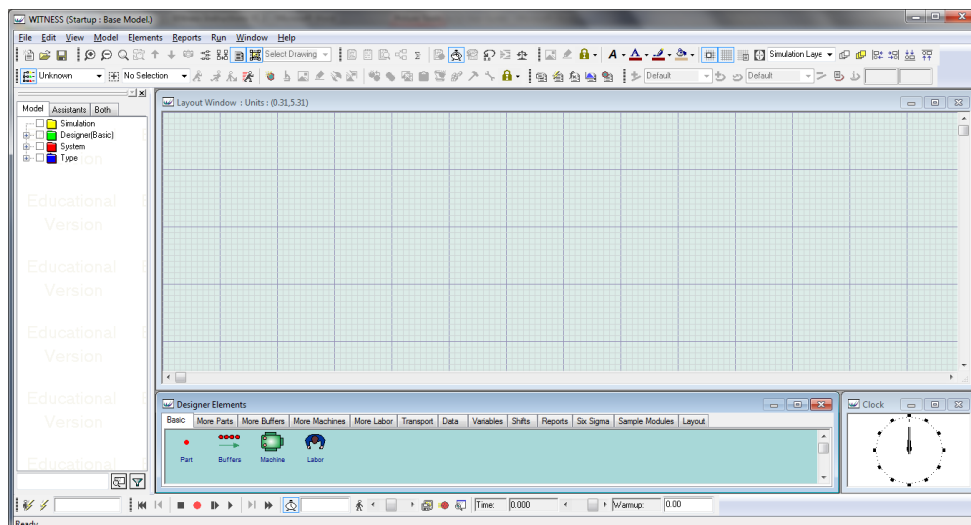 WITNESS (Startup : Base Model.)
File Edit View Model Elements Reports Run Window Help
Select Drawing Simulation Laye
Unknown No Selection Default Default
Model Assistants Both
Simulation
Designer(Basic)
System
Type
Educational
Version
Educational
Version
Educational
Version
Educational
Version
Educational
Layout Window : Units : (0.31,5.31)
Designer Elements
Basic More Parts More Buffers More Machines More Labor Transport Data Variables Shifts Reports Six Sigma Sample Modules Layout
Part Buffers Machine Labor
Clock
Time: 0.000 Warmup: 0.00
Ready